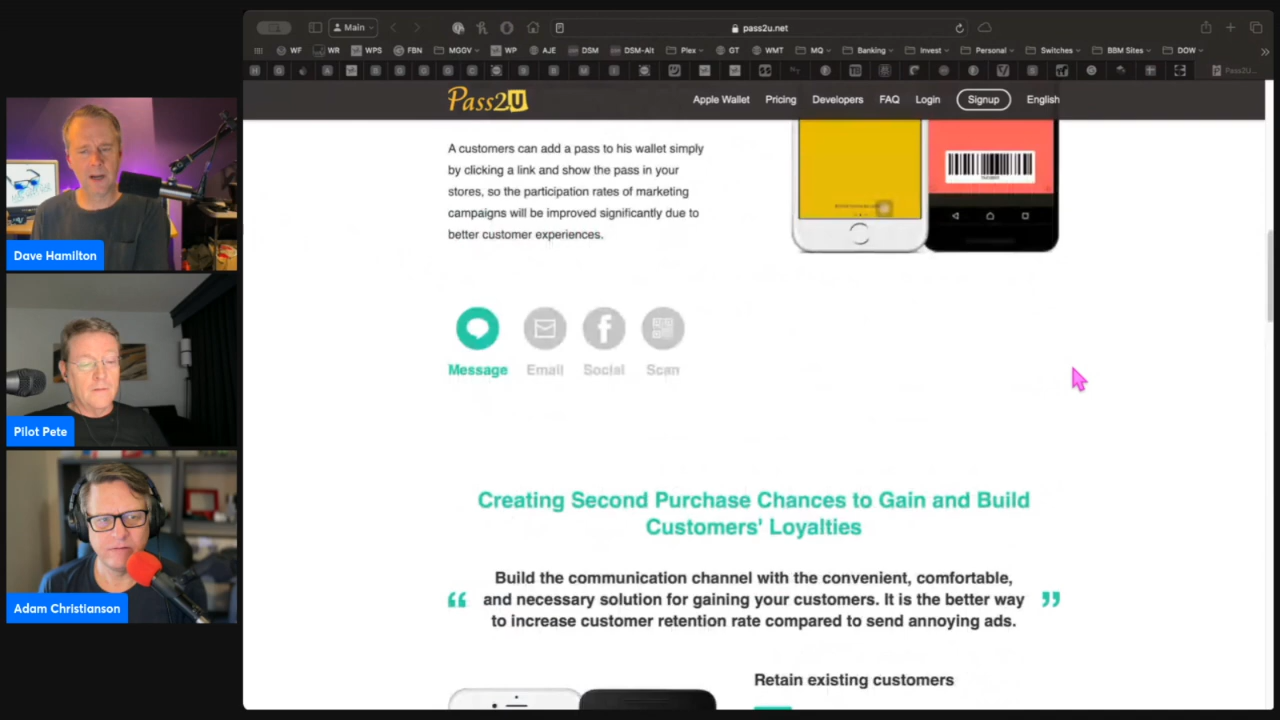 Main
pass2u.net
WF
WR
WPS
FBN
MGGV
WP
AJE
DSM
DSM-Alt
Plex
GT
WMT
MQ
Banking
Invest
Personal
Switches
BBM Sites
DOW
Pass2U...
Pass2U
Apple Wallet
Pricing
Developers
FAQ
Login
Signup
English
A customers can add a pass to his wallet simply
by clicking a link and show the pass in your
stores, so the participation rates of marketing
campaigns will be improved significantly due to
better customer experiences.
Message
Email
Social
Scan
Creating Second Purchase Chances to Gain and Build
Customers' Loyalties
“ Build the communication channel with the convenient, comfortable,
and necessary solution for gaining your customers. It is the better way
to increase customer retention rate compared to send annoying ads. ”
Retain existing customers
Dave Hamilton
Pilot Pete
Adam Christianson